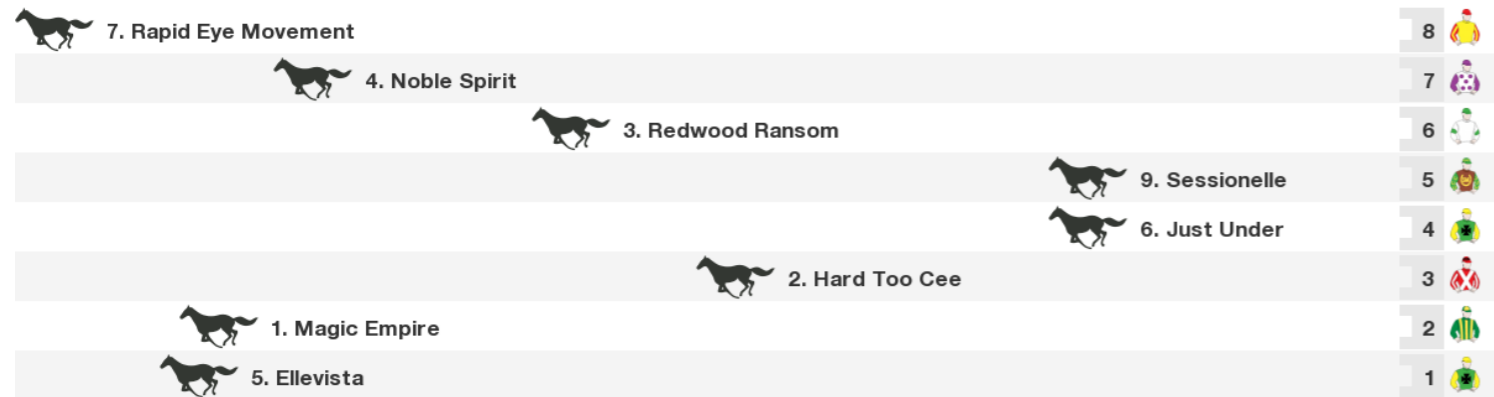 7. Rapid Eye Movement 8
4. Noble Spirit 7
3. Redwood Ransom 6
9. Sessionelle 5
6. Just Under 4
2. Hard Too Cee 3
1. Magic Empire 2
5. Ellevista 1